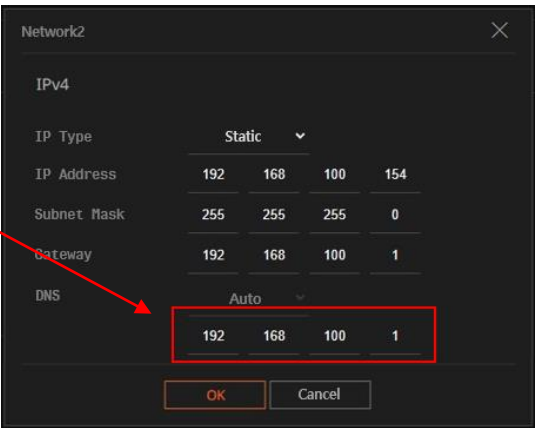 Network2
IPv4
IP Type Static
IP Address 192 168 100 154
Subnet Mask 255 255 255 0
Gateway 192 168 100 1
DNS Auto
192 168 100 1
OK Cancel